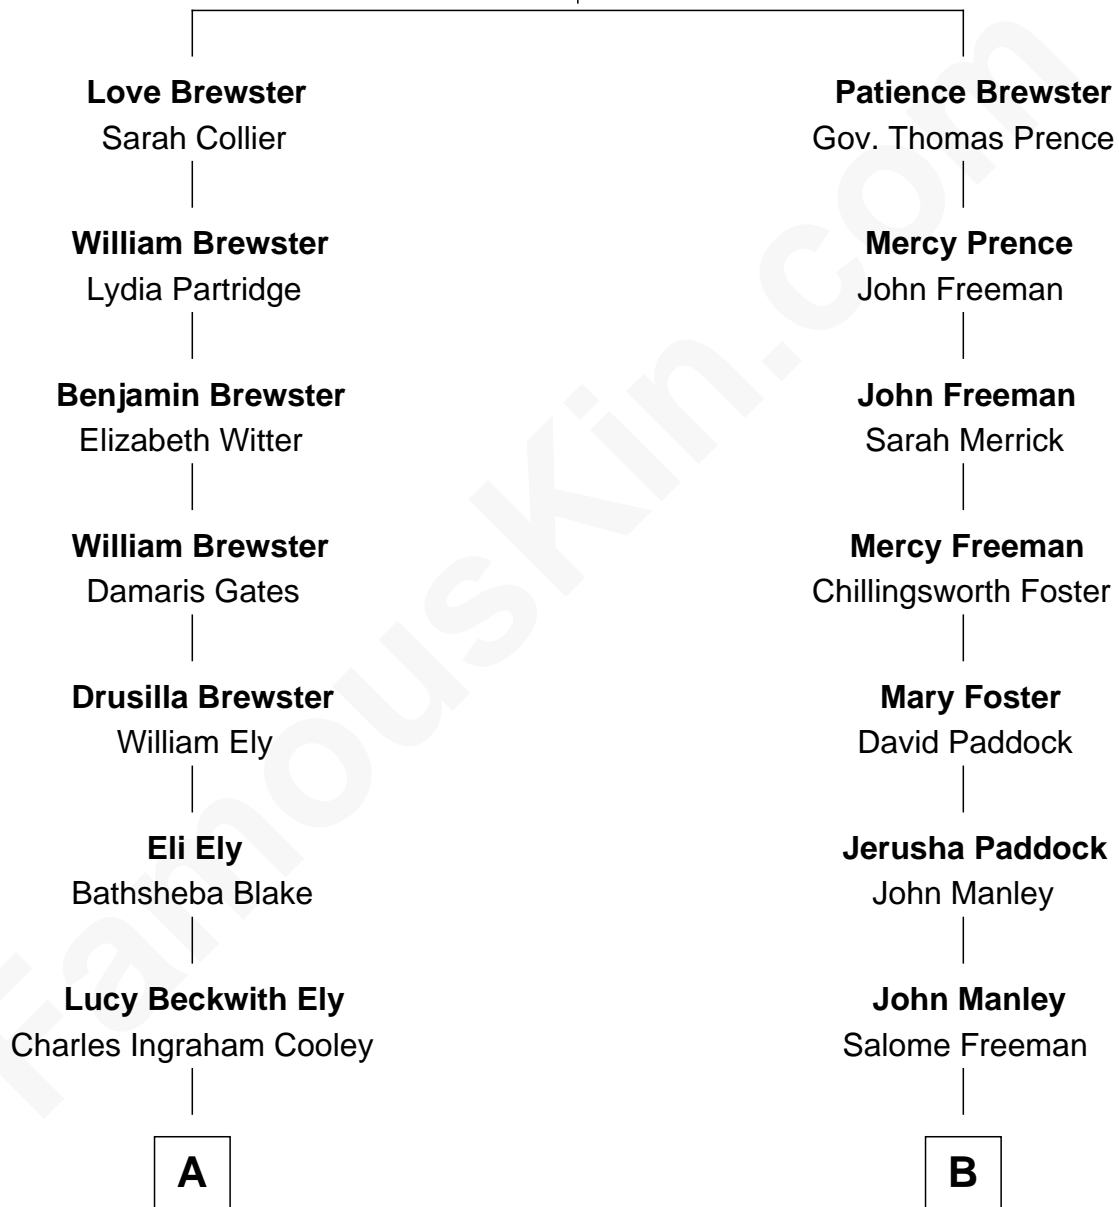 Love Brewster
Sarah Collier
William Brewster
Lydia Partridge
Benjamin Brewster
Elizabeth Witter
William Brewster
Damaris Gates
Drusilla Brewster
William Ely
Eli Ely
Bathsheba Blake
Lucy Beckwith Ely
Charles Ingraham Cooley
A
Patience Brewster
Gov. Thomas Prence
Mercy Prence
John Freeman
John Freeman
Sarah Merrick
Mercy Freeman
Chillingsworth Foster
Mary Foster
David Paddock
Jerusha Paddock
John Manley
John Manley
Salome Freeman
B
FamousKin.com